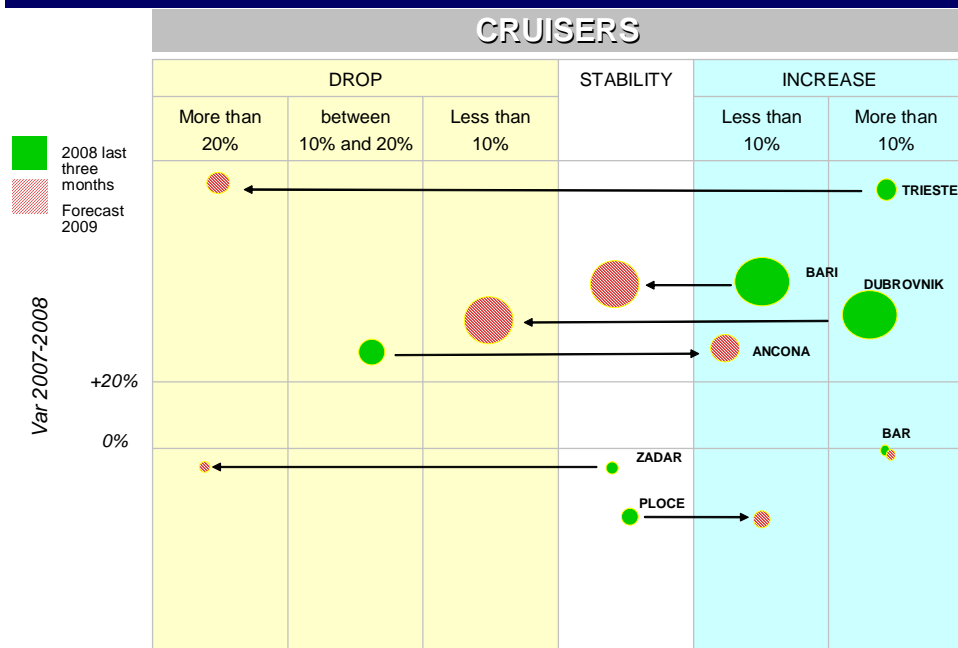 CRUISERS
DROP
STABILITY
INCREASE
More than
20%
between
10% and 20%
Less than
10%
Less than
10%
More than
10%
2008 last
three
months
Forecast
2009
TRIESTE
BARI
DUBROVNIK
ANCONA
Var 2007-2008
+20%
0%
BAR
ZADAR
PLOCE